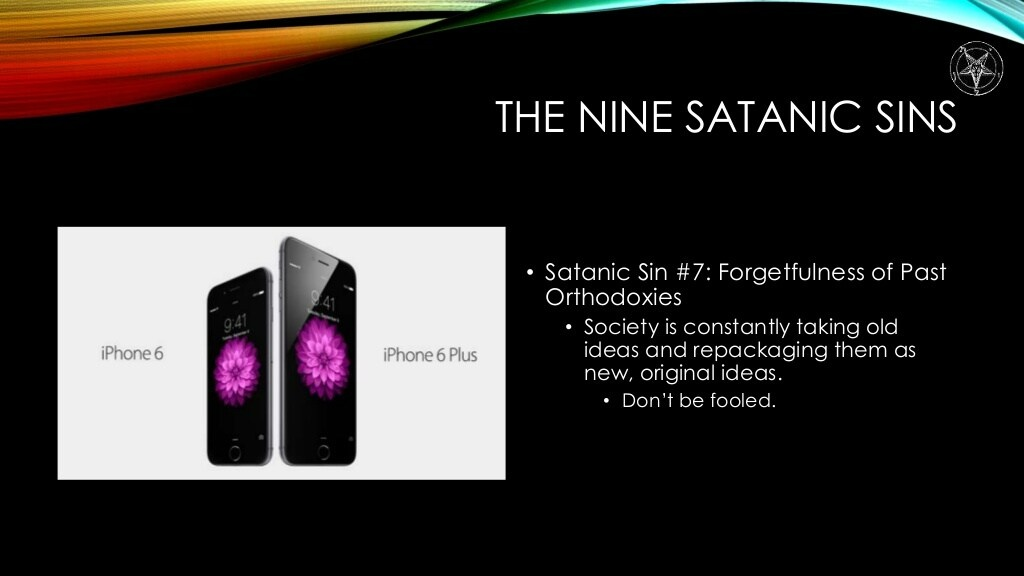 THE NINE SATANIC SINS
iPhone 6
9:41
9:41
iPhone 6 Plus
• Satanic Sin #7: Forgetfulness of Past
Orthodoxies
• Society is constantly taking old
ideas and repackaging them as
new, original ideas.
• Don't be fooled.